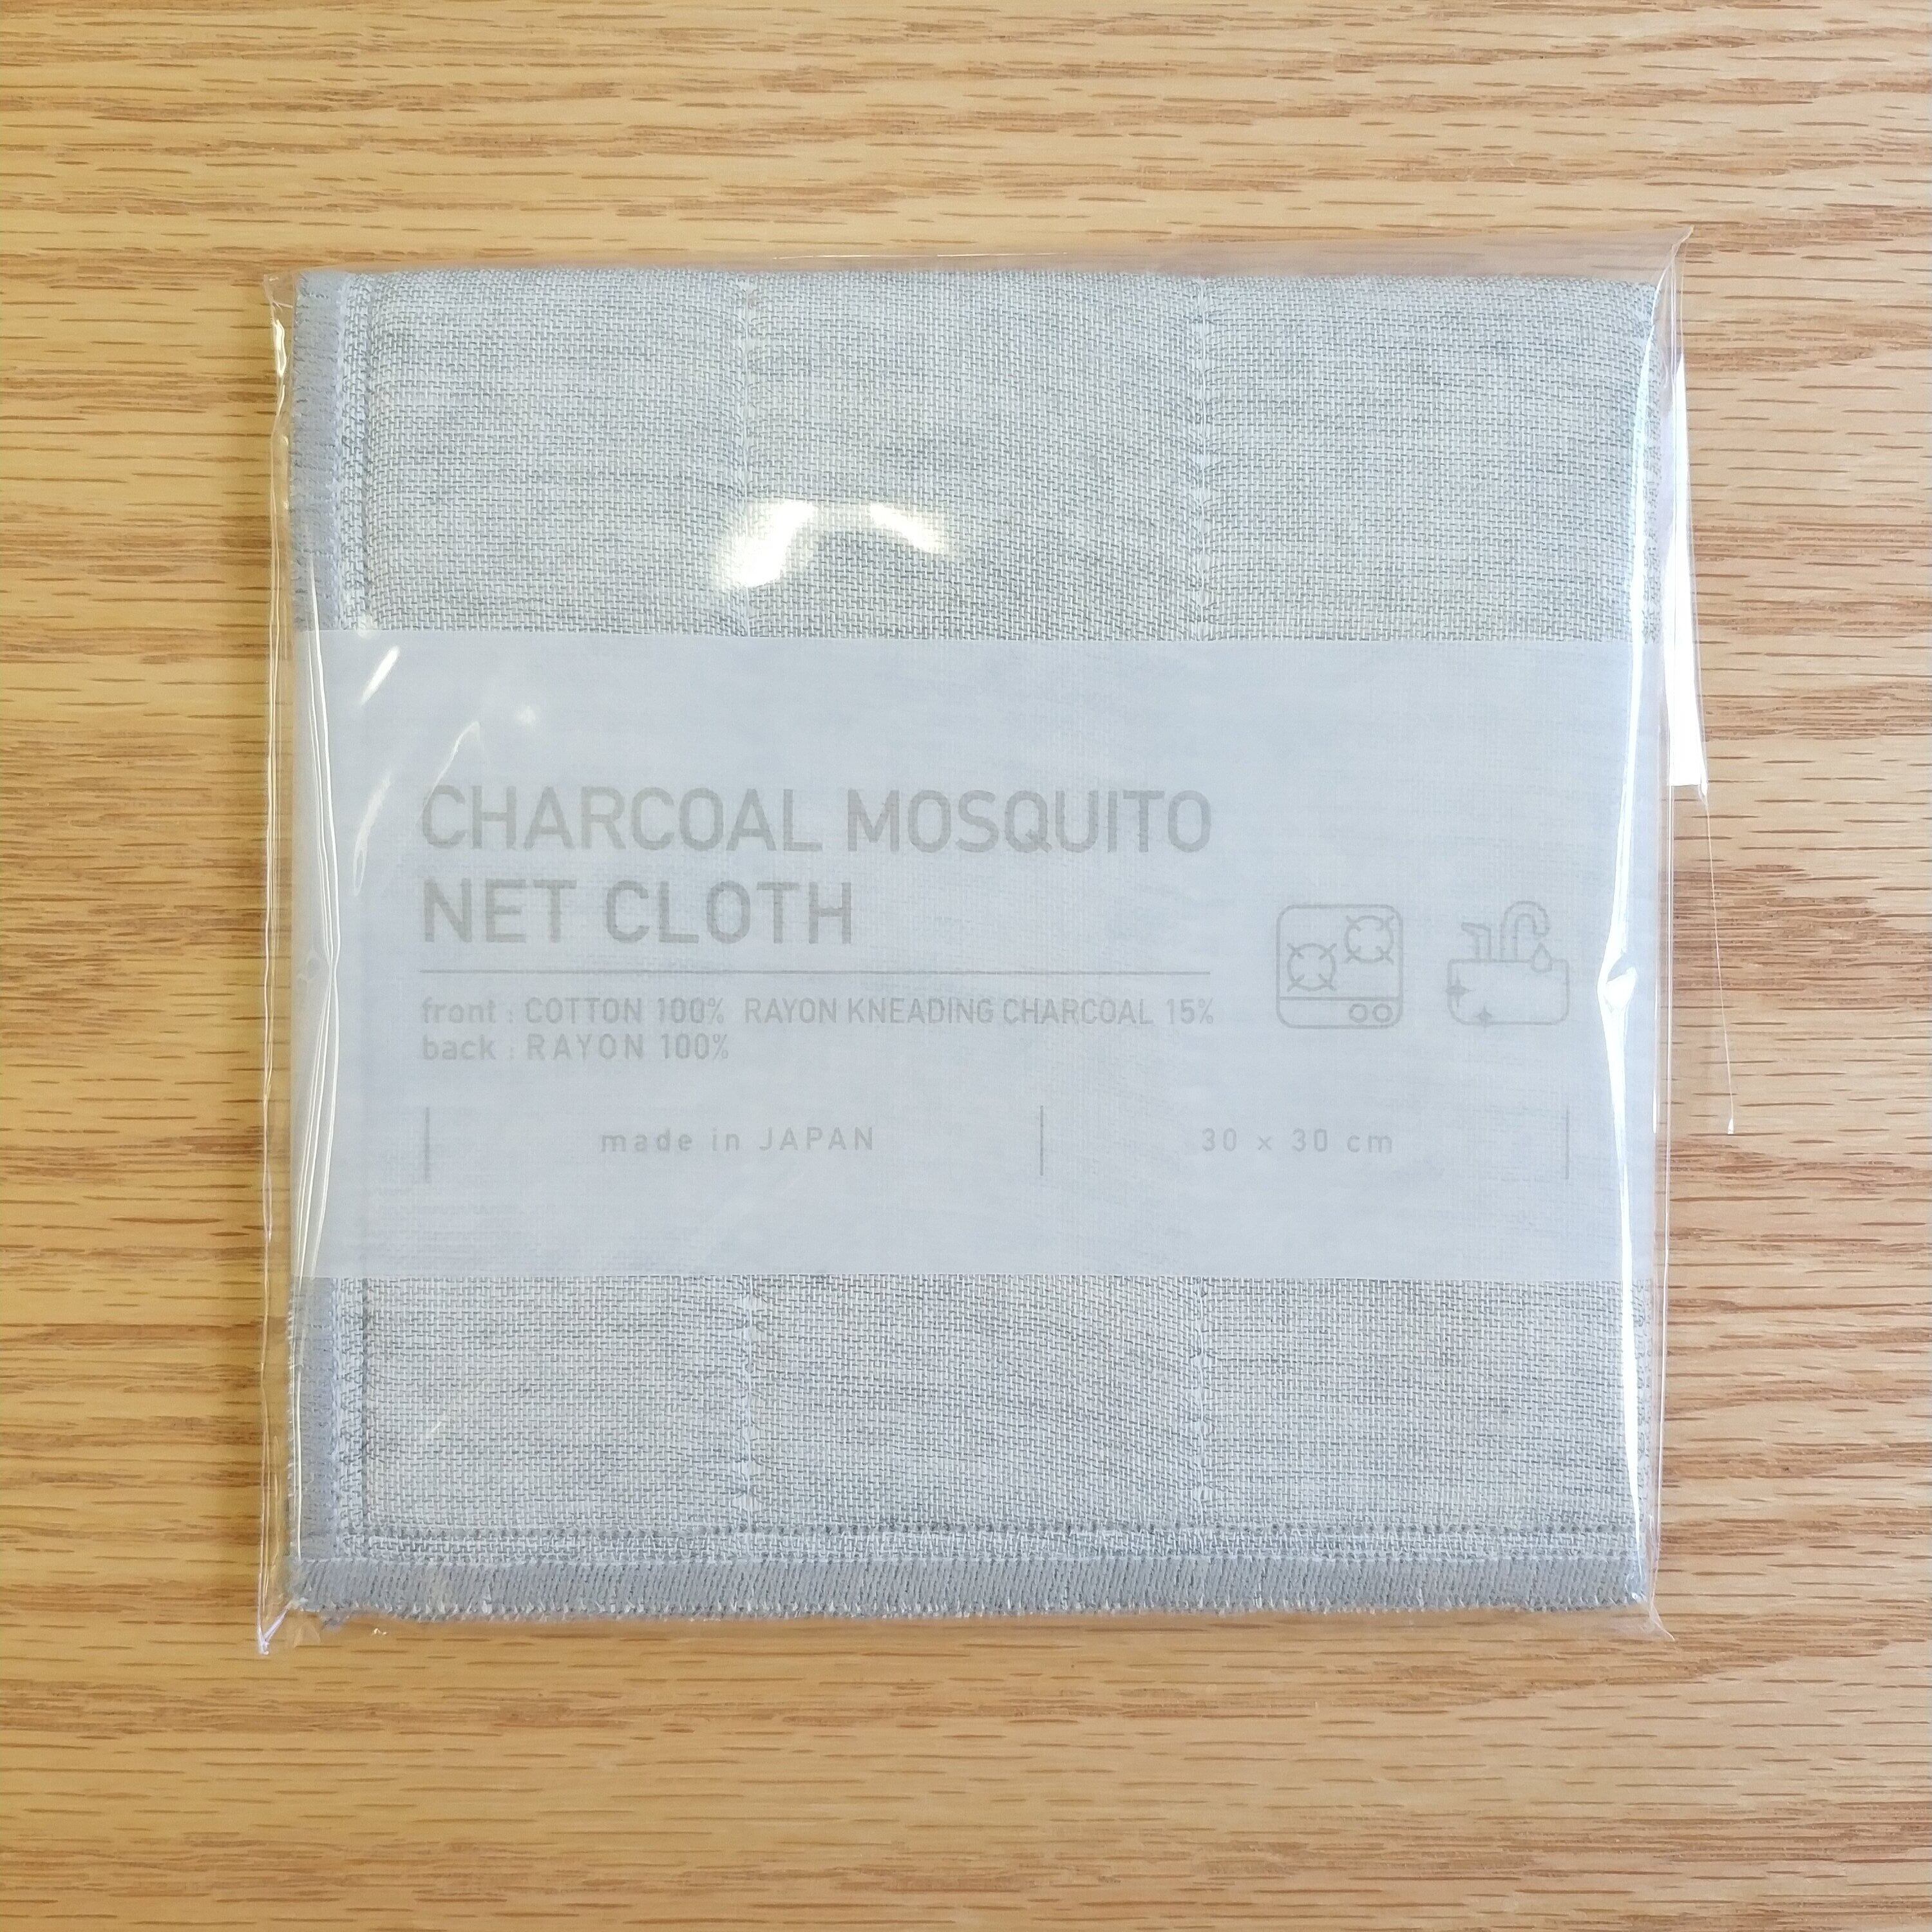 CHARCOAL MOSQUITO
NET CLOTH
front : COTTON 100% RAYON KNEADING CHARCOAL 15%
back : RAYON 100%
made in JAPAN
30 × 30 cm